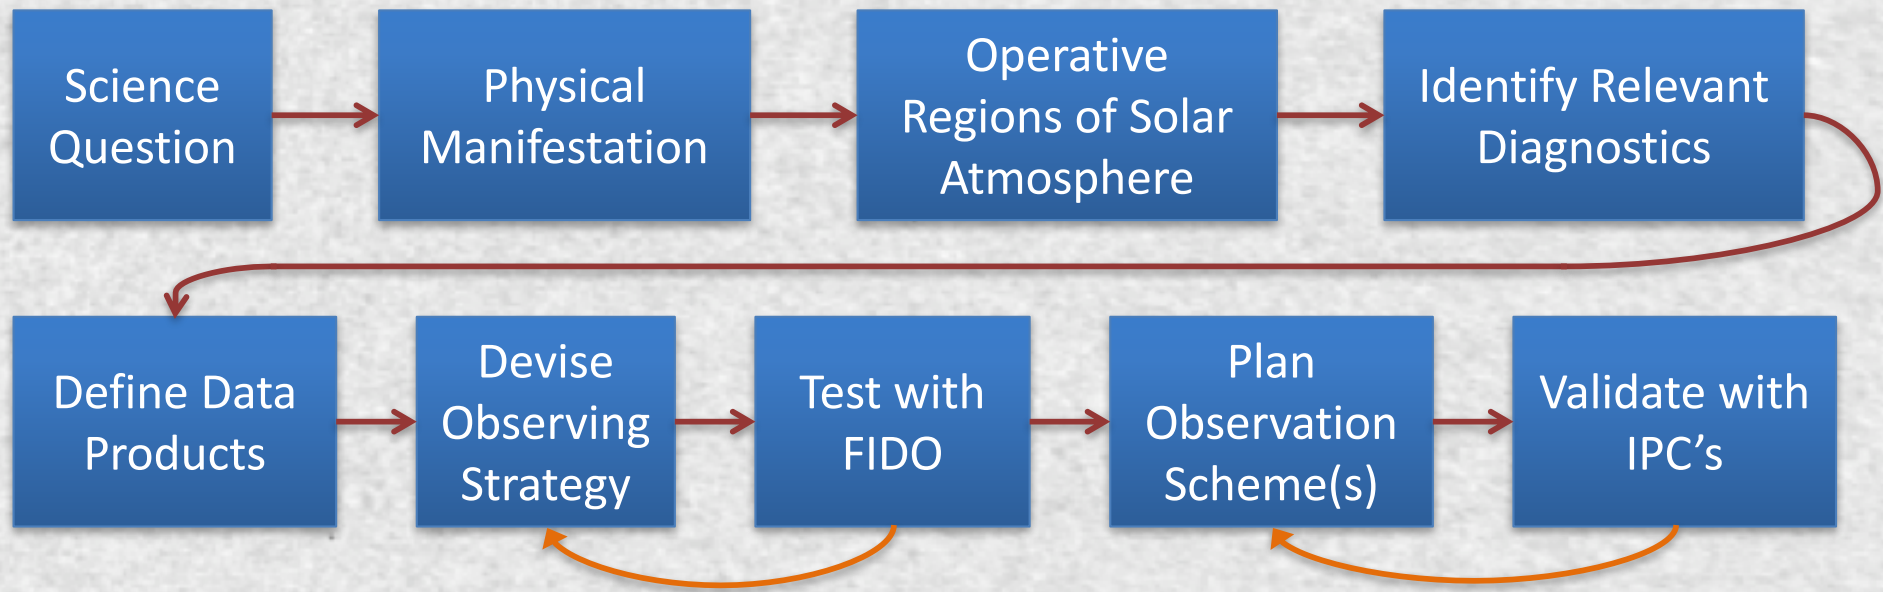 Science
Question
Physical
Manifestation
Operative
Regions of Solar
Atmosphere
Identify Relevant
Diagnostics
Define Data
Products
Devise
Observing
Strategy
Test with
FIDO
Plan
Observation
Scheme(s)
Validate with
IPC’s